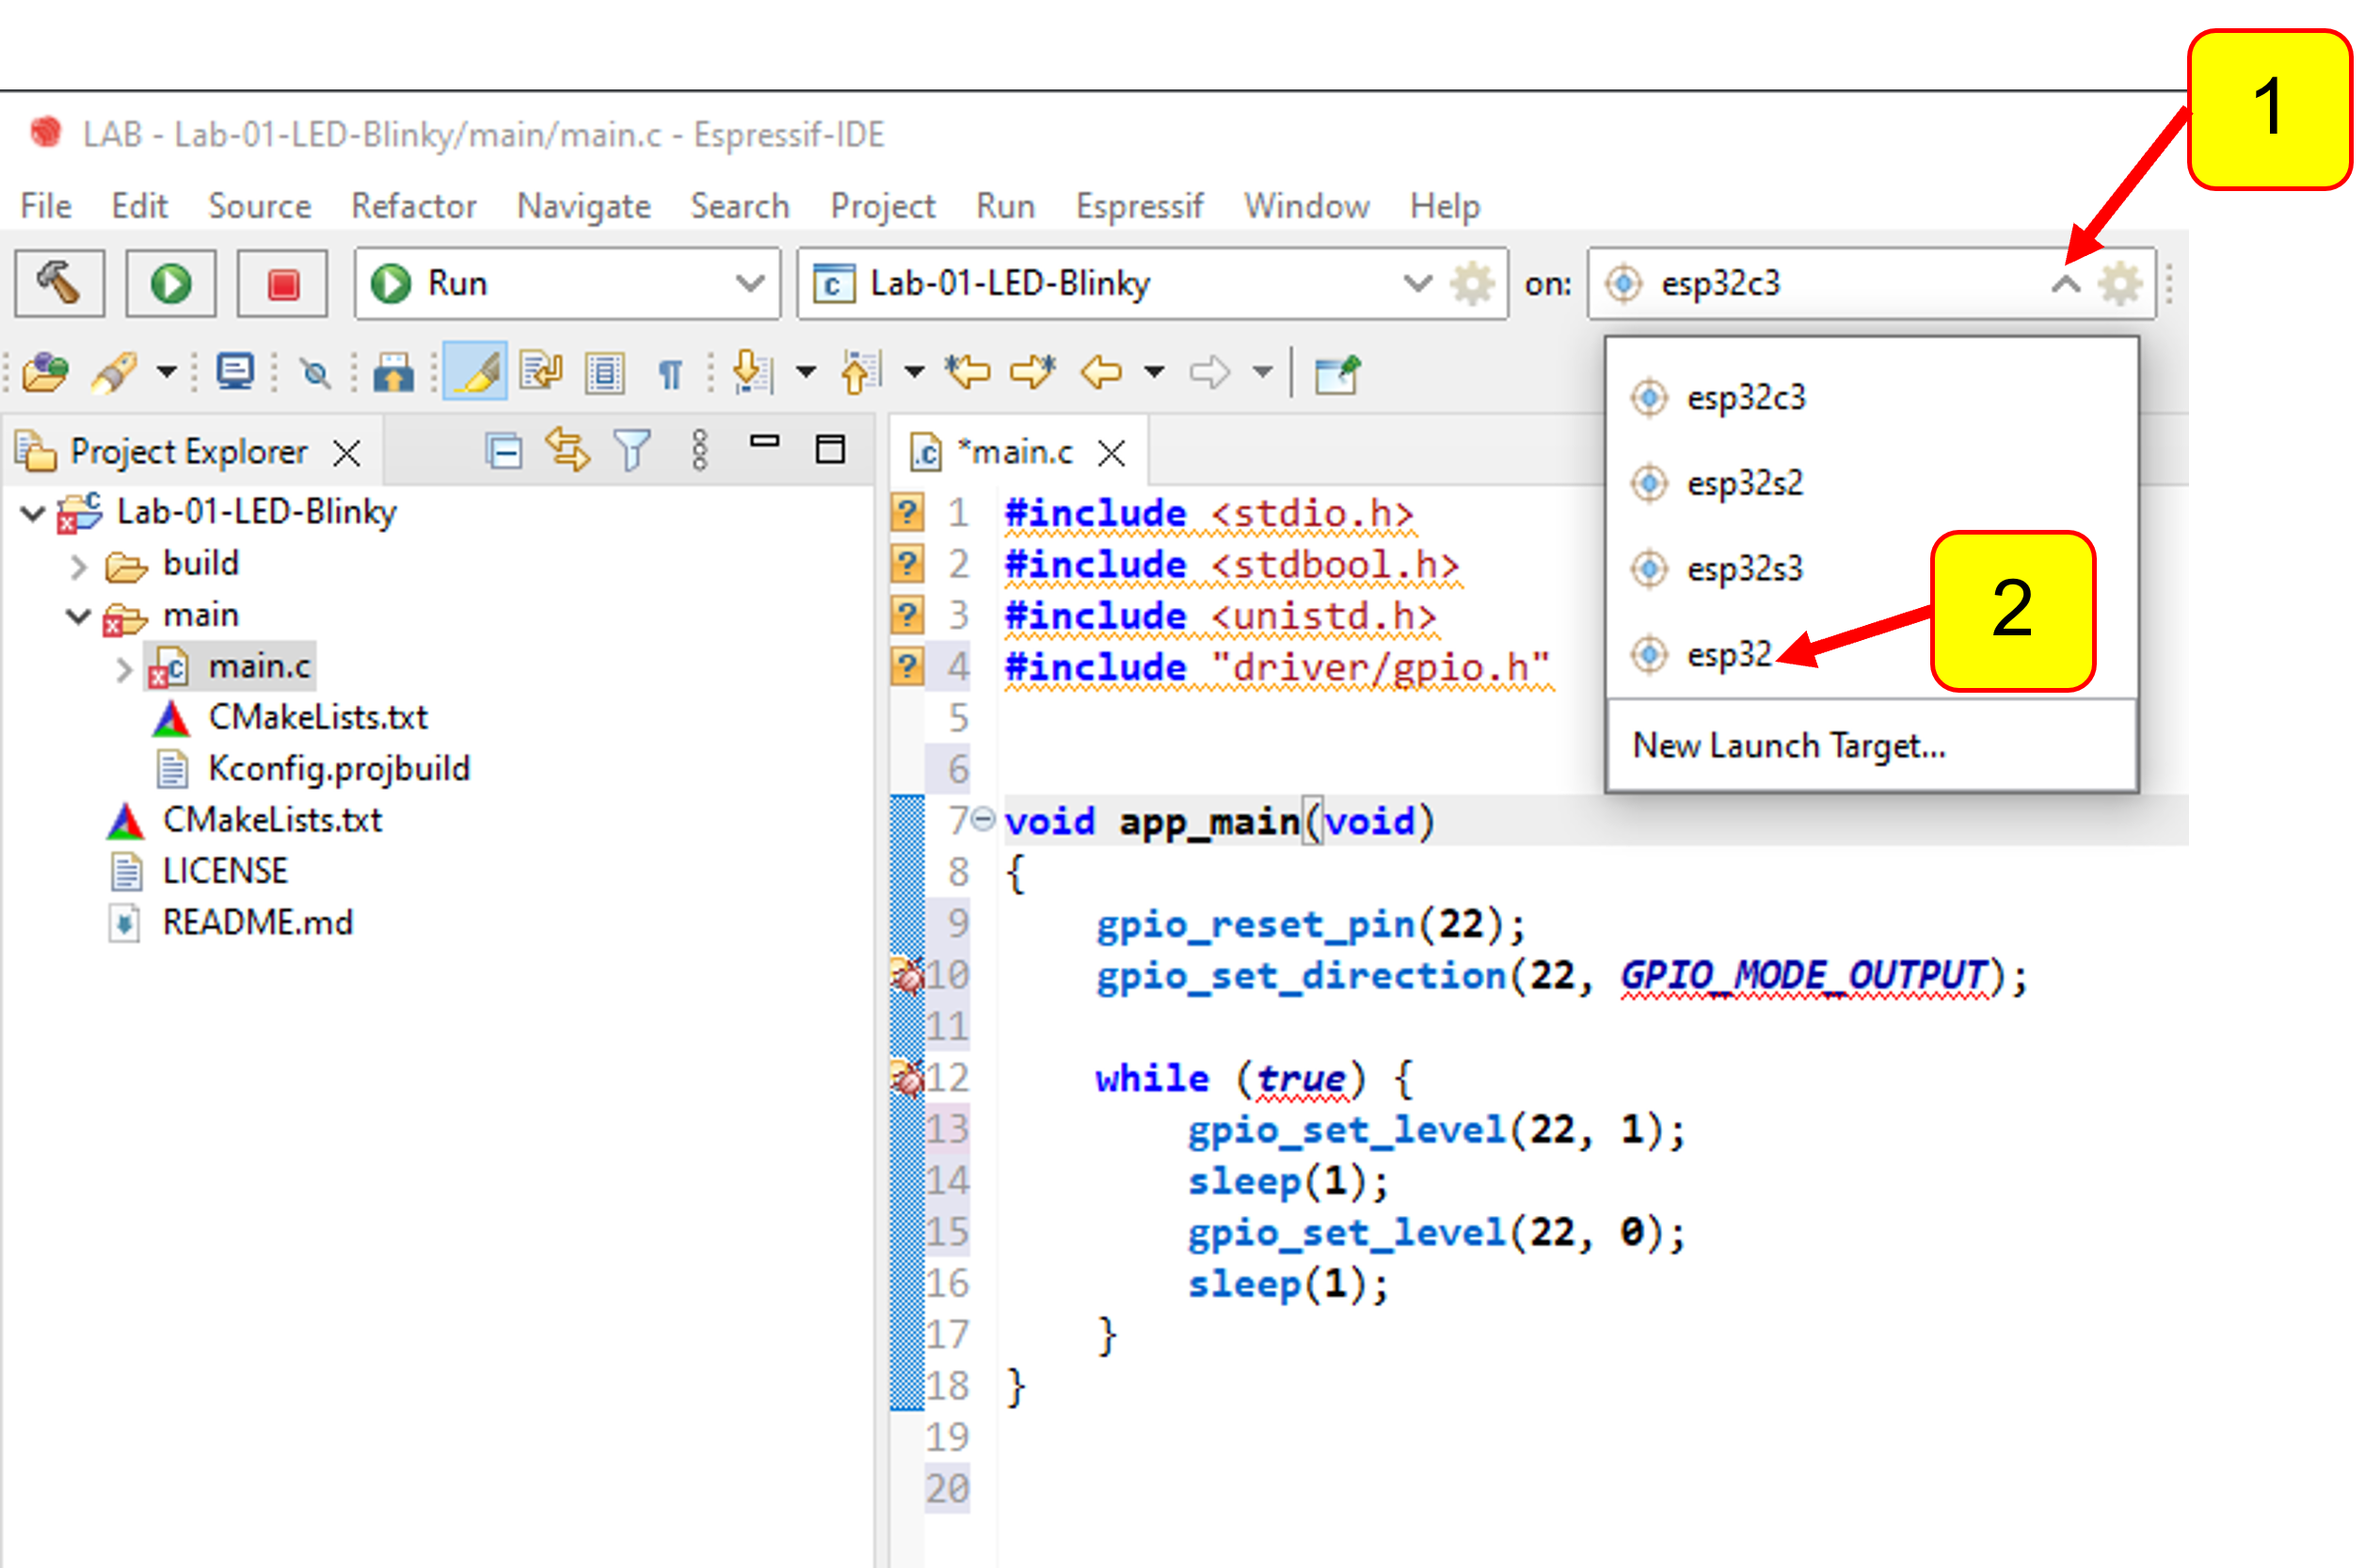 1
LAB - Lab-01-LED-Blinky/main/main.c - Espressif-IDE
File Edit Source Refactor Navigate Search Project Run Espressif Window Help
Run Lab-01-LED-Blinky on: esp32c3
esp32c3
esp32s2
esp32s3
esp32
New Launch Target...
2
Project Explorer
Lab-01-LED-Blinky
build
main
main.c
CMakeLists.txt
Kconfig.projbuild
CMakeLists.txt
LICENSE
README.md
*main.c
1 #include <stdio.h>
2 #include <stdbool.h>
3 #include <unistd.h>
4 #include "driver/gpio.h"
5
6
7 void app_main(void)
8 {
9 gpio_reset_pin(22);
10 gpio_set_direction(22, GPIO_MODE_OUTPUT);
11
12 while (true) {
13 gpio_set_level(22, 1);
14 sleep(1);
15 gpio_set_level(22, 0);
16 sleep(1);
17 }
18 }
19
20